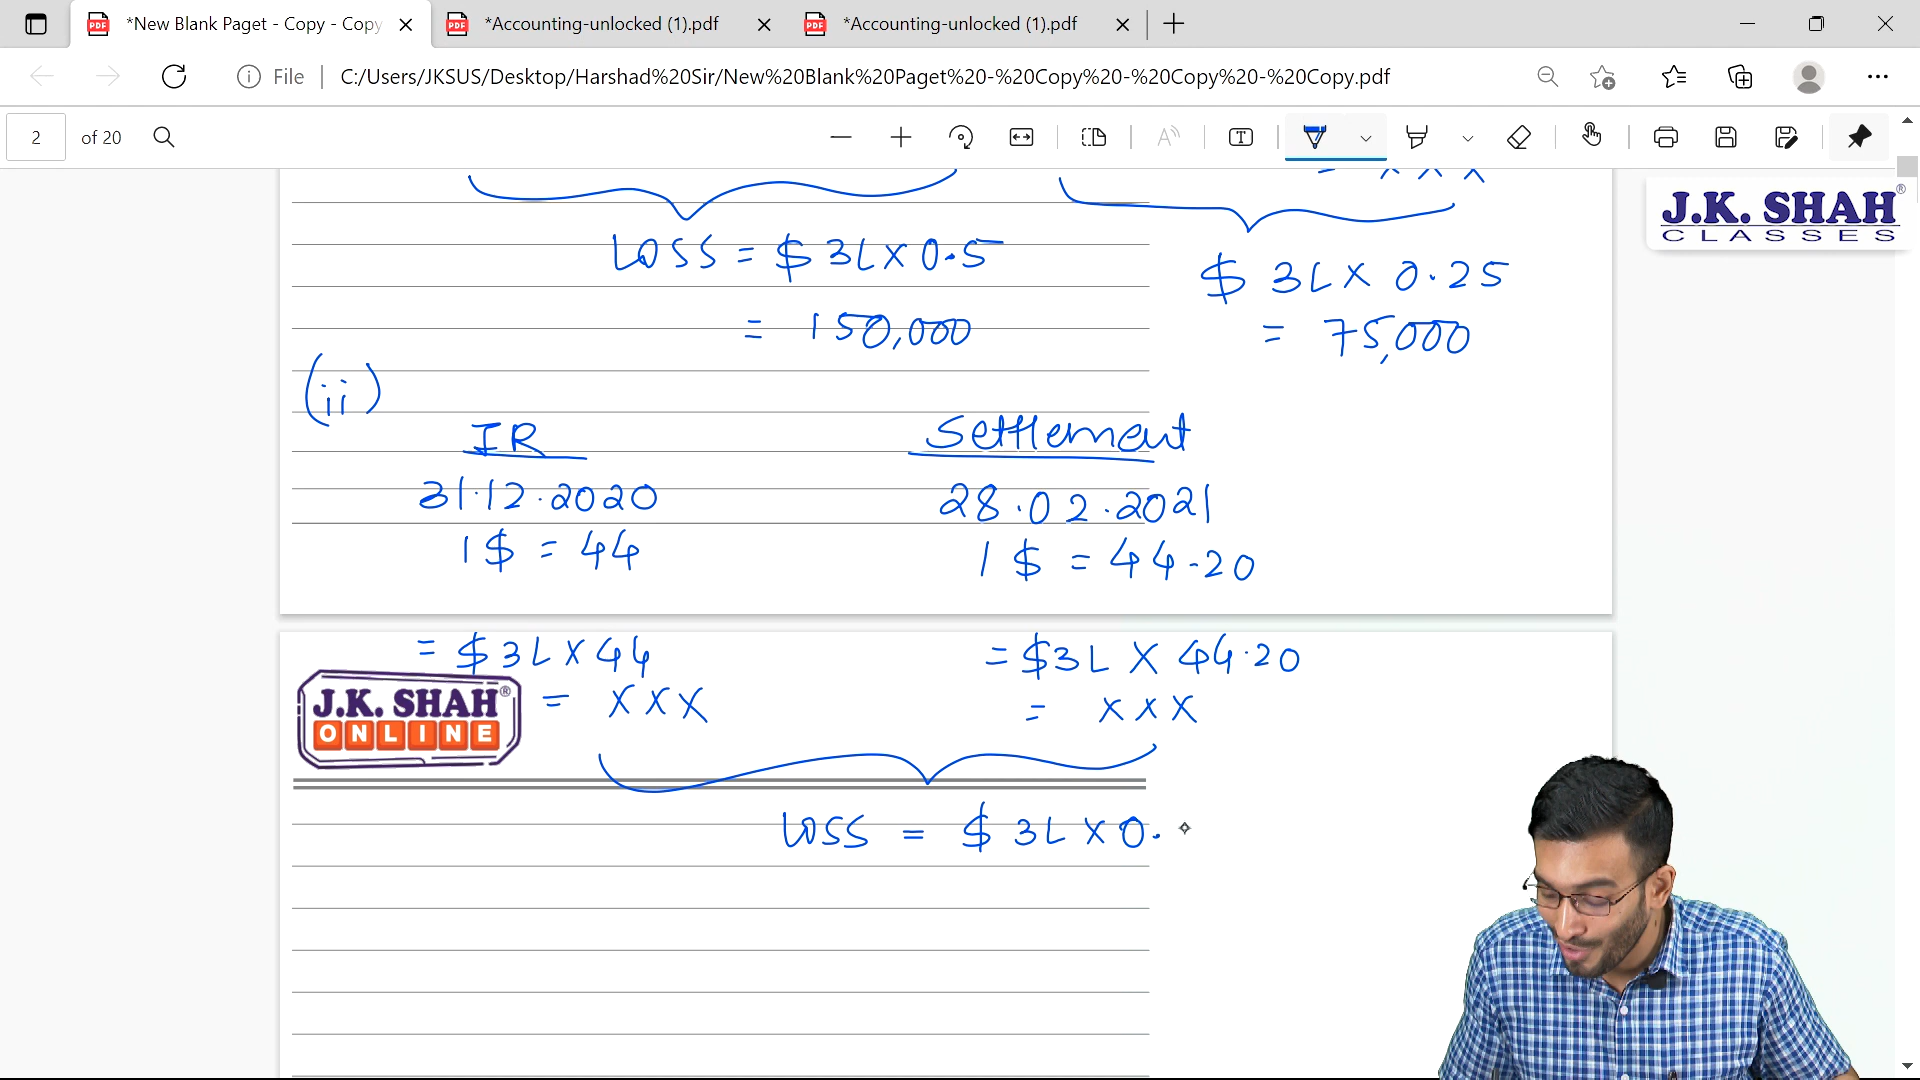 *New Blank Paget - Copy - Copy
*Accounting-unlocked (1).pdf
*Accounting-unlocked (1).pdf
File
C:/Users/JKSUS/Desktop/Harshad%20Sir/New%20Blank%20Paget%20-%20Copy%20-%20Copy%20-%20Copy.pdf
2 of 20
J.K. SHAH®
CLASSES
= X X X
LOSS = $ 3L X 0.5
= 150,000
$ 3L X 0.25
= 75,000
(ii)
IR
Settlement
31.12.2020
28.02.2021
1 $ = 44
1 $ = 44.20
= $ 3L X 44
= $3L X 44.20
J.K. SHAH®
ONLINE
= X X X
= X X X
LOSS = $ 3L X 0.